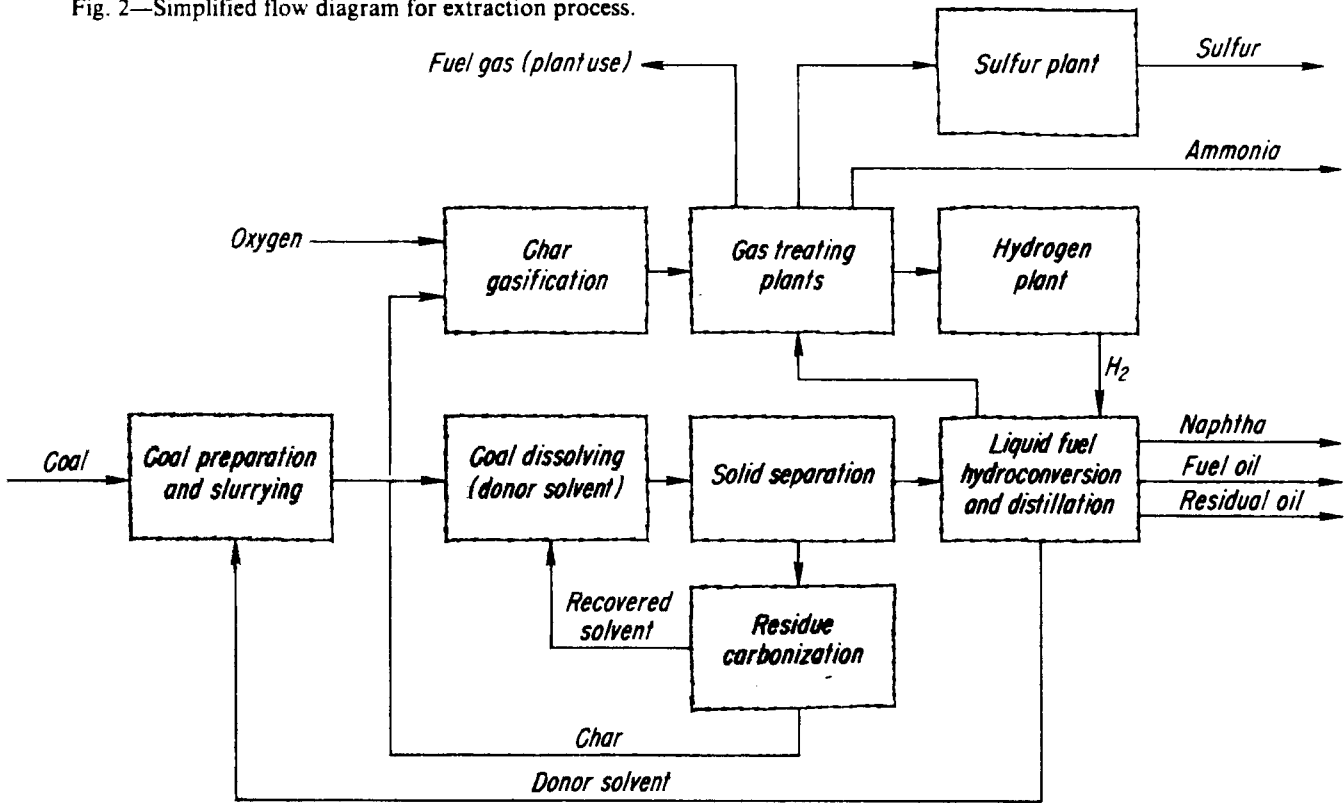 Fig. 2—Simplified flow diagram for extraction process.
Fuel gas (plant use)
Sulfur plant
Sulfur
Ammonia
Oxygen
Char
gasification
Gas treating
plants
Hydrogen
plant
H2
Coal
Coal preparation
and slurrying
Coal dissolving
(donor solvent)
Solid separation
Liquid fuel
hydroconversion
and distillation
Naphtha
Fuel oil
Residual oil
Recovered
solvent
Residue
carbonization
Char
Donor solvent